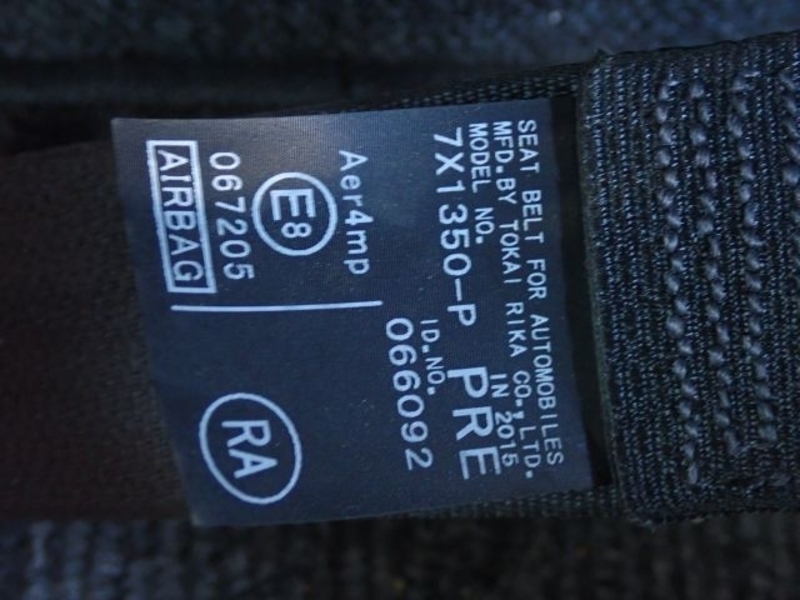 SEAT BELT FOR AUTOMOBILES
MFD.BY TOKAI RIKA CO.,LTD.
MODEL NO. IN 2015
7X1350-P PRE
ID.NO.
066092
Aer4mp
E8
067205
AIRBAG
RA